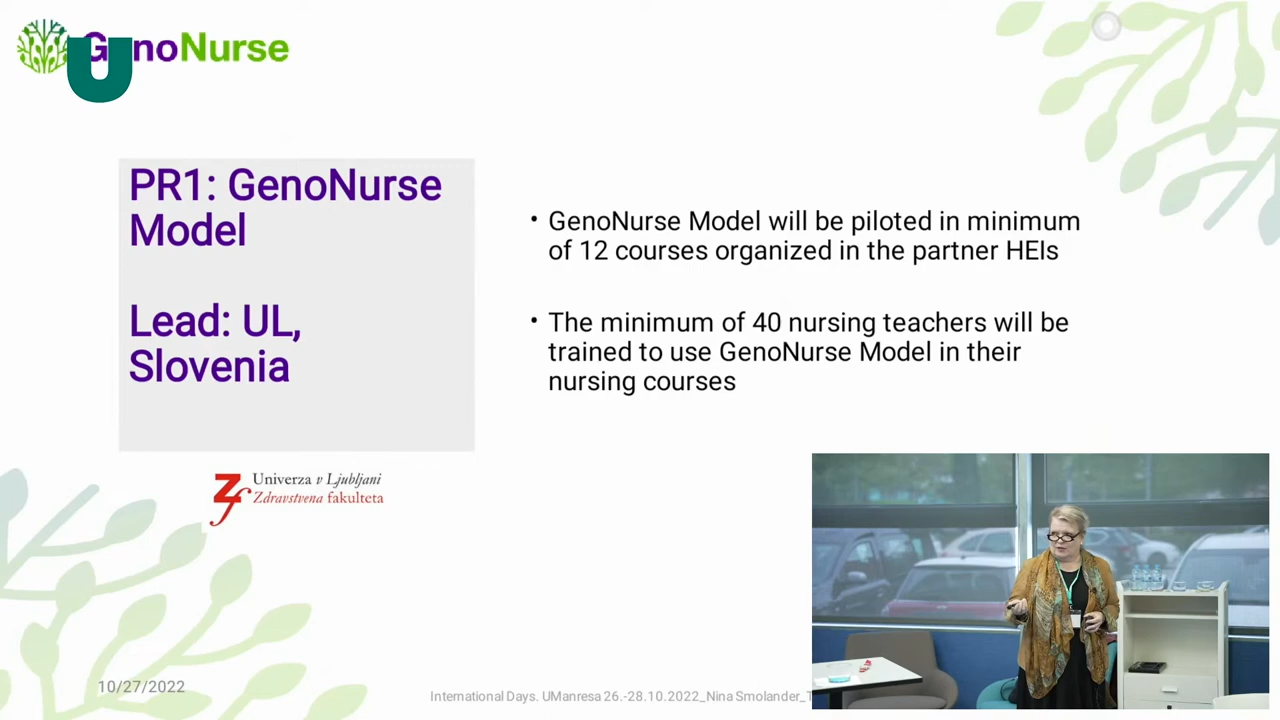 GenoNurse
U
PR1: GenoNurse
Model
Lead: UL,
Slovenia
• GenoNurse Model will be piloted in minimum
of 12 courses organized in the partner HEIs
• The minimum of 40 nursing teachers will be
trained to use GenoNurse Model in their
nursing courses
Univerza v Ljubljani
Zdravstvena fakulteta
10/27/2022
International Days. UManresa 26.-28.10.2022_Nina Smolander_T